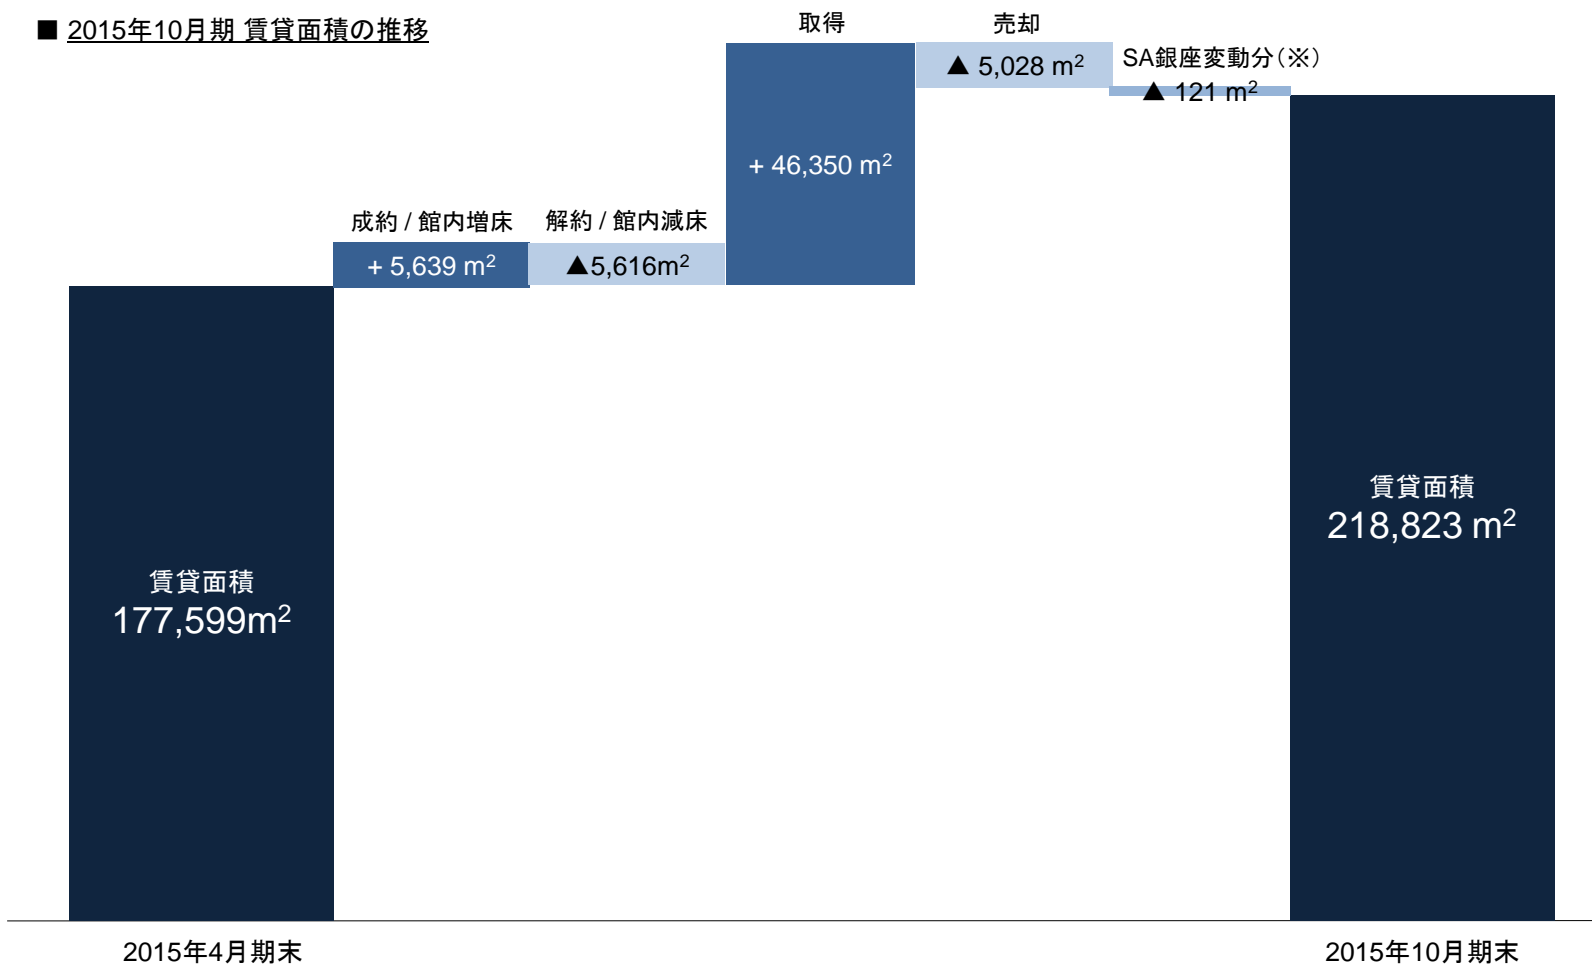 ■ 2015年10月期 賃貸面積の推移
取得
売却
SA銀座変動分(※)
▲ 5,028 m²
▲ 121 m²
+ 46,350 m²
成約 / 館内増床
解約 / 館内減床
+ 5,639 m²
▲5,616m²
賃貸面積
218,823 m²
賃貸面積
177,599m²
2015年4月期末
2015年10月期末